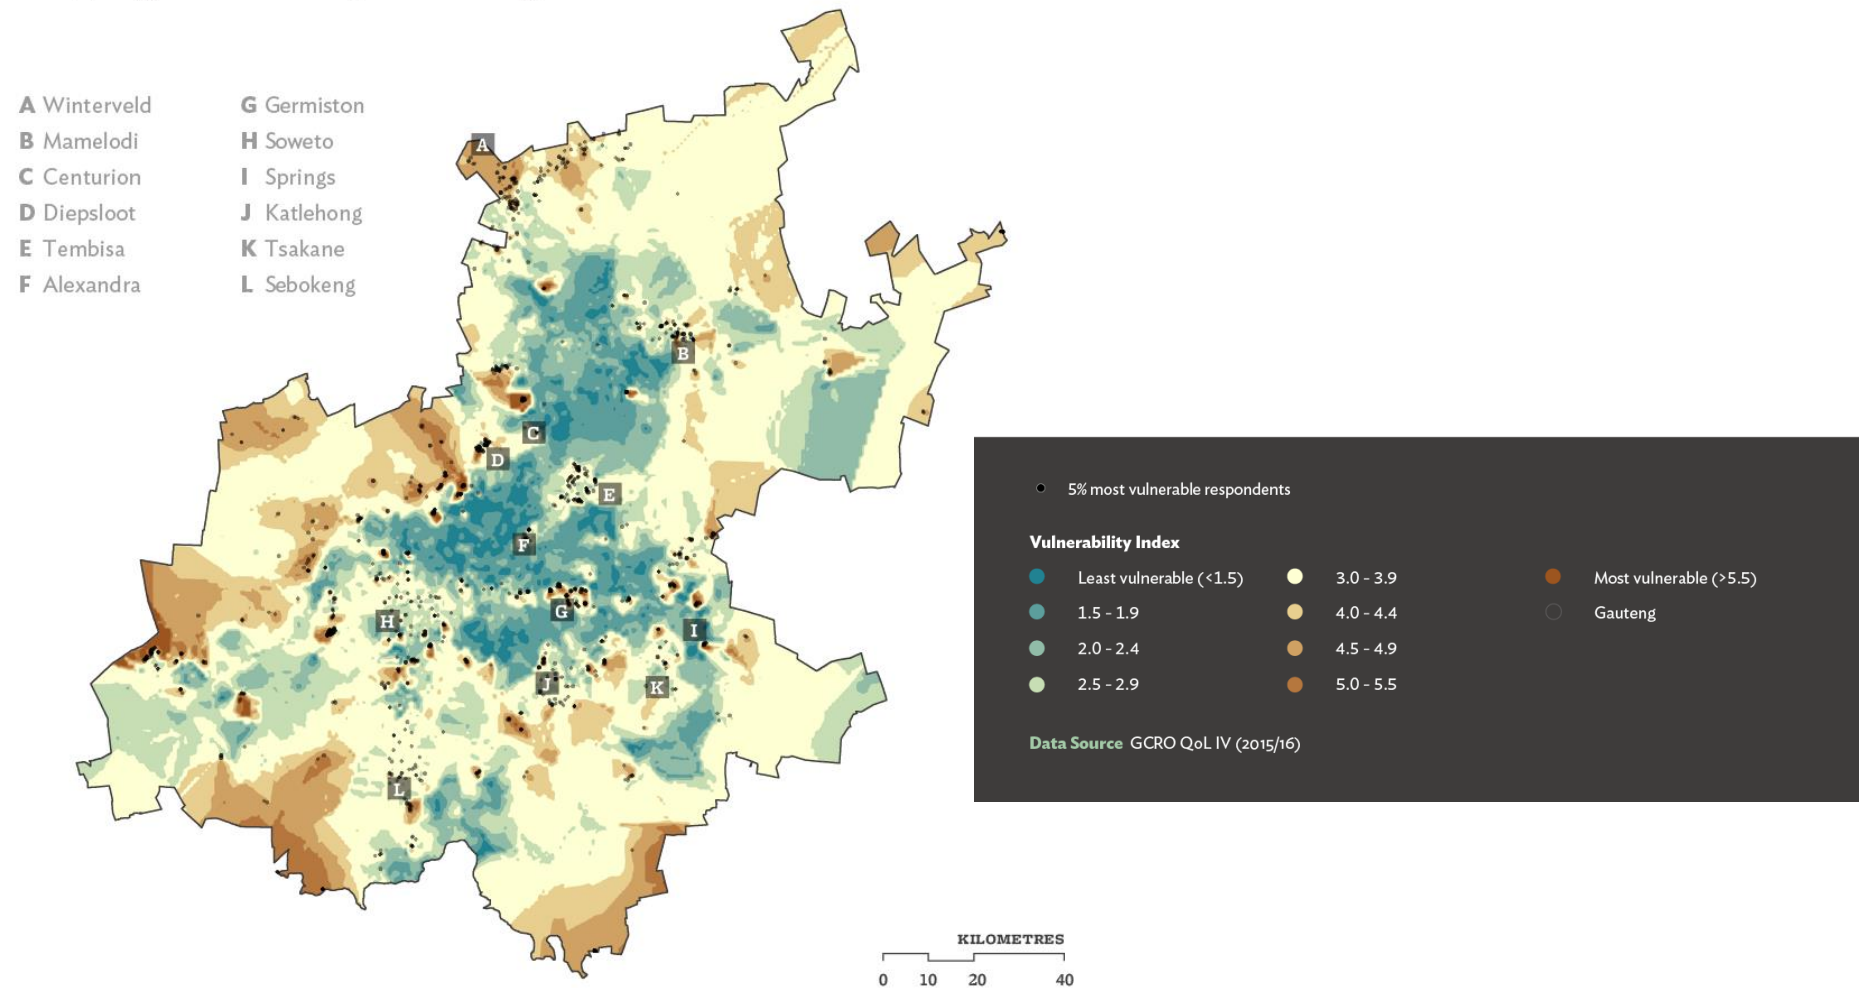 A Winterveld
B Mamelodi
C Centurion
D Diepsloot
E Tembisa
F Alexandra
G Germiston
H Soweto
I Springs
J Katlehong
K Tsakane
L Sebokeng
A
B
C
D
E
F
G
H
I
J
K
L
5% most vulnerable respondents
Vulnerability Index
Least vulnerable (<1.5)
1.5 - 1.9
2.0 - 2.4
2.5 - 2.9
3.0 - 3.9
4.0 - 4.4
4.5 - 4.9
5.0 - 5.5
Most vulnerable (>5.5)
Gauteng
Data Source GCRO QoL IV (2015/16)
KILOMETRES
0 10 20 40